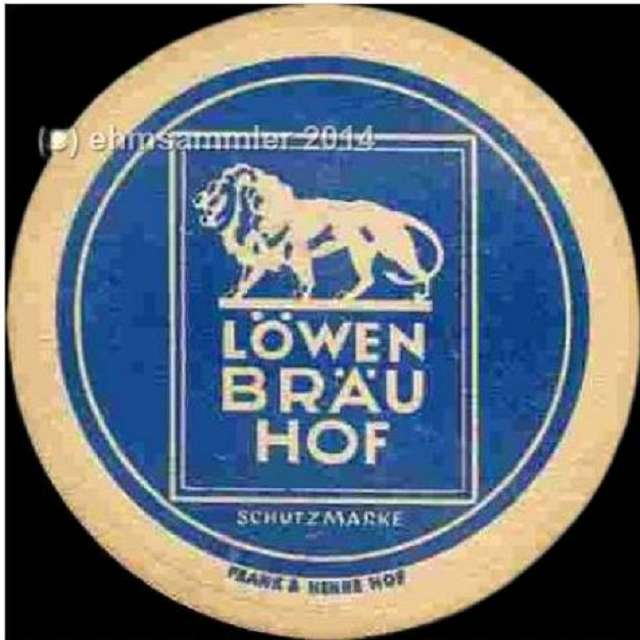 ehmsammler 2014
LÖWEN
BRÄU
HOF
SCHUTZMARKE
FRANK & HENNE HOF